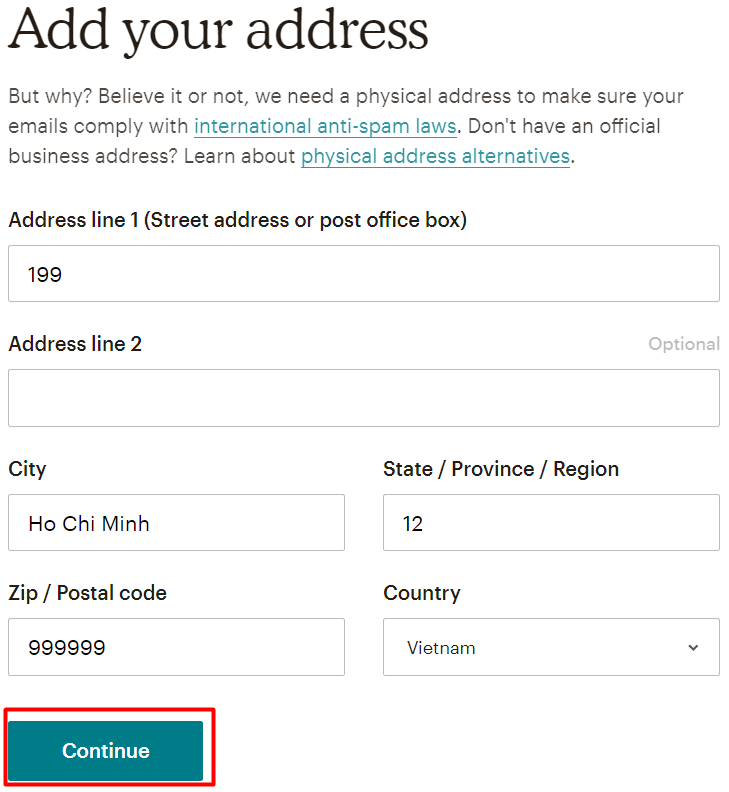 Add your address
But why? Believe it or not, we need a physical address to make sure your
emails comply with international anti-spam laws. Don't have an official
business address? Learn about physical address alternatives.
Address line 1 (Street address or post office box)
199
Address line 2
Optional
City
State / Province / Region
Ho Chi Minh
12
Zip / Postal code
Country
999999
Vietnam
Continue